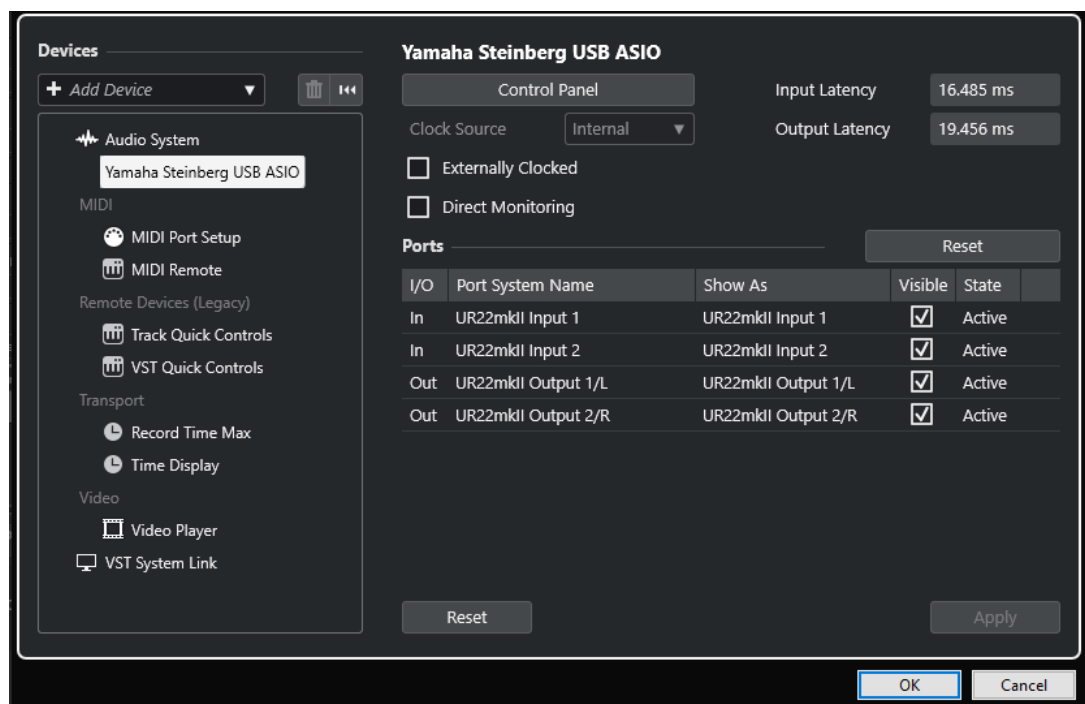 Devices
Add Device
Audio System
Yamaha Steinberg USB ASIO
MIDI
MIDI Port Setup
MIDI Remote
Remote Devices (Legacy)
Track Quick Controls
VST Quick Controls
Transport
Record Time Max
Time Display
Video
Video Player
VST System Link
Yamaha Steinberg USB ASIO
Control Panel
Input Latency 16.485 ms
Clock Source Internal
Output Latency 19.456 ms
Externally Clocked
Direct Monitoring
Ports
Reset
I/O Port System Name Show As Visible State
In UR22mkII Input 1 UR22mkII Input 1 Active
In UR22mkII Input 2 UR22mkII Input 2 Active
Out UR22mkII Output 1/L UR22mkII Output 1/L Active
Out UR22mkII Output 2/R UR22mkII Output 2/R Active
Reset
Apply
OK
Cancel